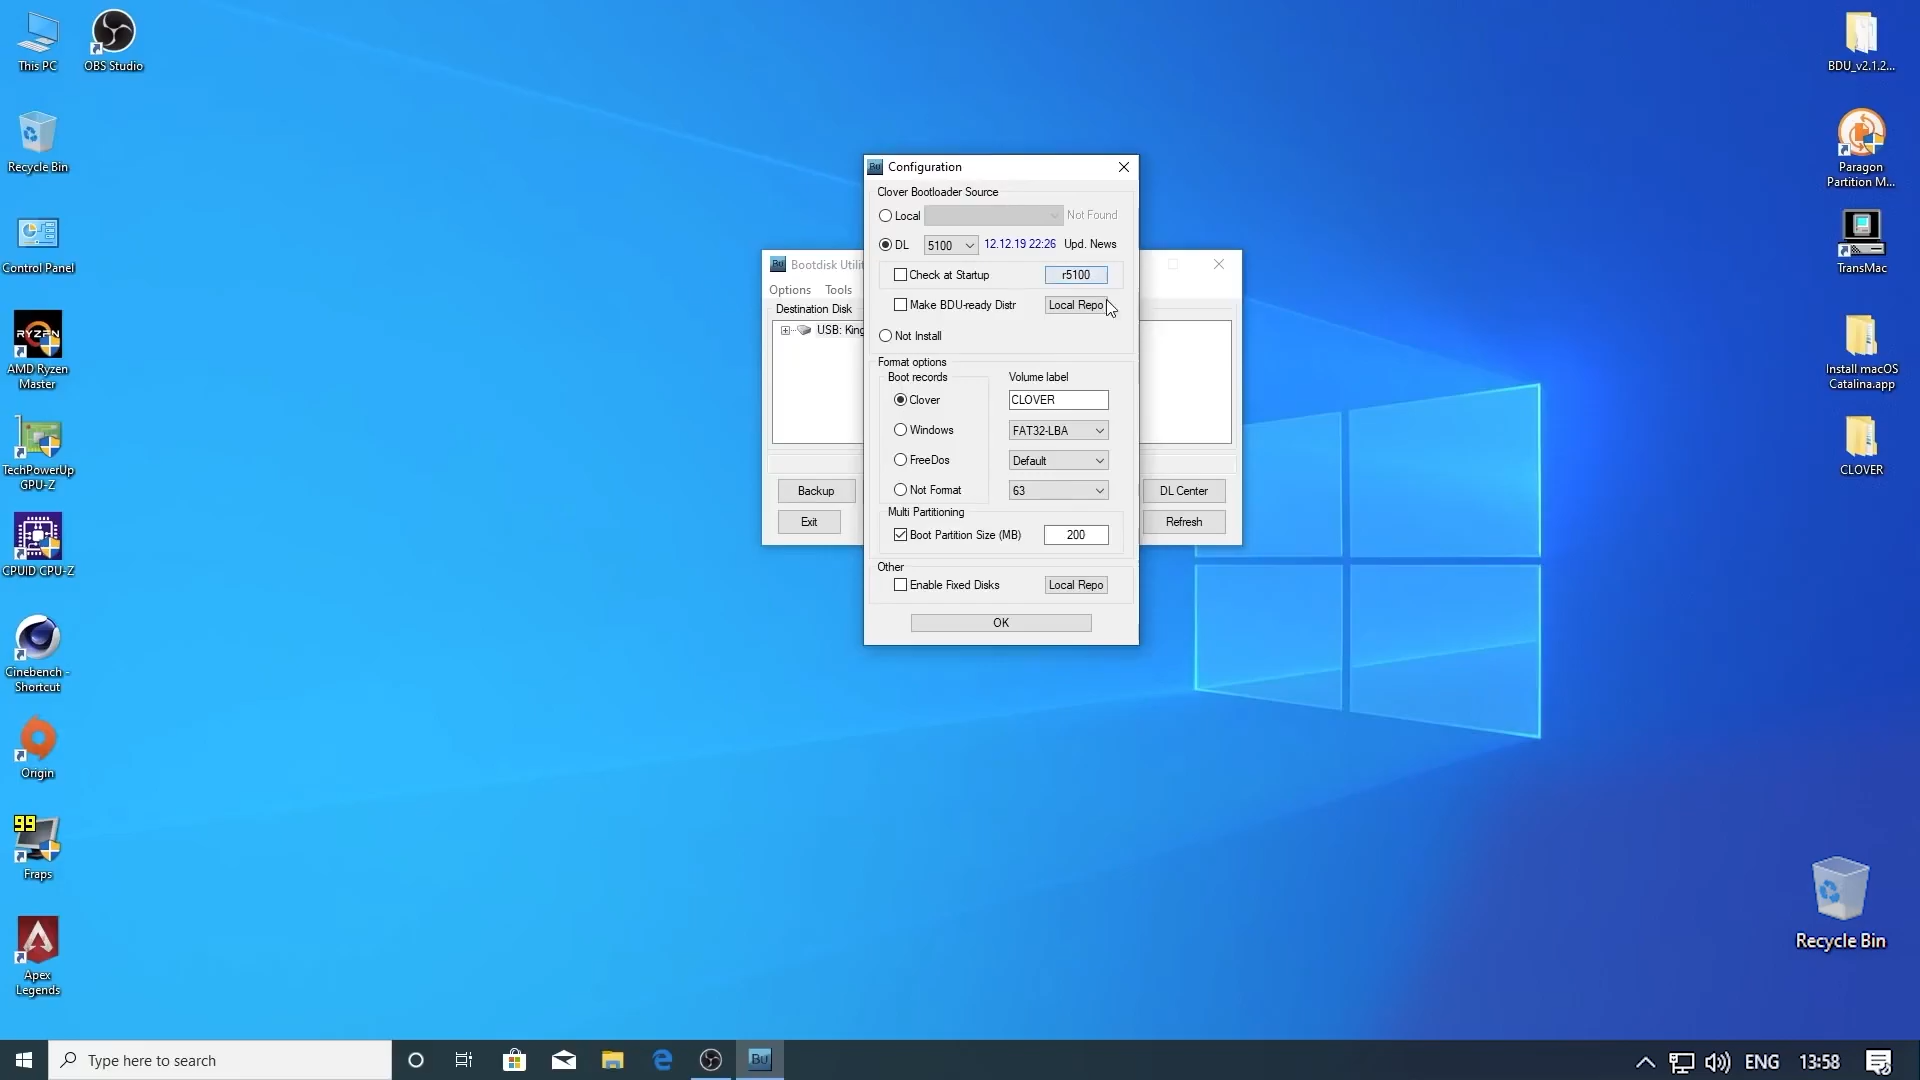 This PC
OBS Studio
Recycle Bin
Control Panel
RYZEN
AMD Ryzen
Master
TechPowerUp
GPU-Z
CPUID CPU-Z
Cinebench -
Shortcut
Origin
99
Fraps
Apex
Legends
Bu Configuration
Clover Bootloader Source
Local Not Found
DL 5100 12.12.19 22:26 Upd. News
Check at Startup r5100
Make BDU-ready Distr Local Repo
Not Install
Format options
Boot records Volume label
Clover CLOVER
Windows FAT32-LBA
FreeDos Default
Not Format 63
Multi Partitioning
Boot Partition Size (MB) 200
Other
Enable Fixed Disks Local Repo
OK
Bu Bootdisk Utili
Options Tools
Destination Disk
USB: King
Backup DL Center
Exit Refresh
BDU_v2.1.2...
Paragon
Partition M...
TransMac
Install macOS
Catalina.app
CLOVER
Recycle Bin
Type here to search
Bu
ENG 13:58